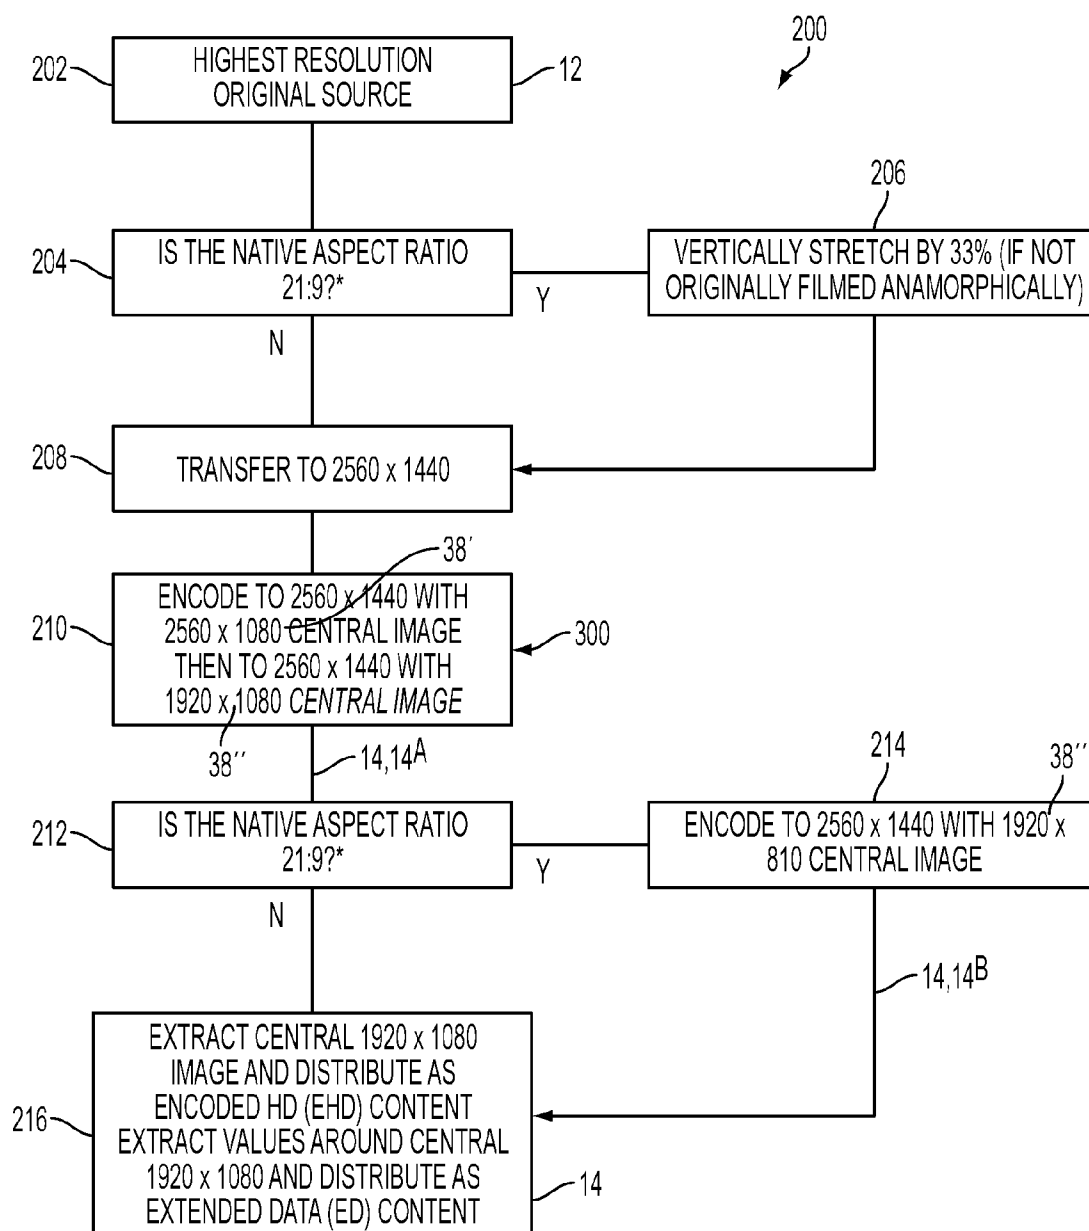 200
202
HIGHEST RESOLUTION
ORIGINAL SOURCE
12
206
204
IS THE NATIVE ASPECT RATIO
21:9?*
Y
VERTICALLY STRETCH BY 33% (IF NOT
ORIGINALLY FILMED ANAMORPHICALLY)
N
208
TRANSFER TO 2560 x 1440
38′
210
ENCODE TO 2560 x 1440 WITH
2560 x 1080 CENTRAL IMAGE
THEN TO 2560 x 1440 WITH
1920 x 1080 CENTRAL IMAGE
300
38′′
14,14A
214
38′′
212
IS THE NATIVE ASPECT RATIO
21:9?*
Y
ENCODE TO 2560 x 1440 WITH 1920 x
810 CENTRAL IMAGE
N
14,14B
216
EXTRACT CENTRAL 1920 x 1080
IMAGE AND DISTRIBUTE AS
ENCODED HD (EHD) CONTENT
EXTRACT VALUES AROUND CENTRAL
1920 x 1080 AND DISTRIBUTE AS
EXTENDED DATA (ED) CONTENT
14